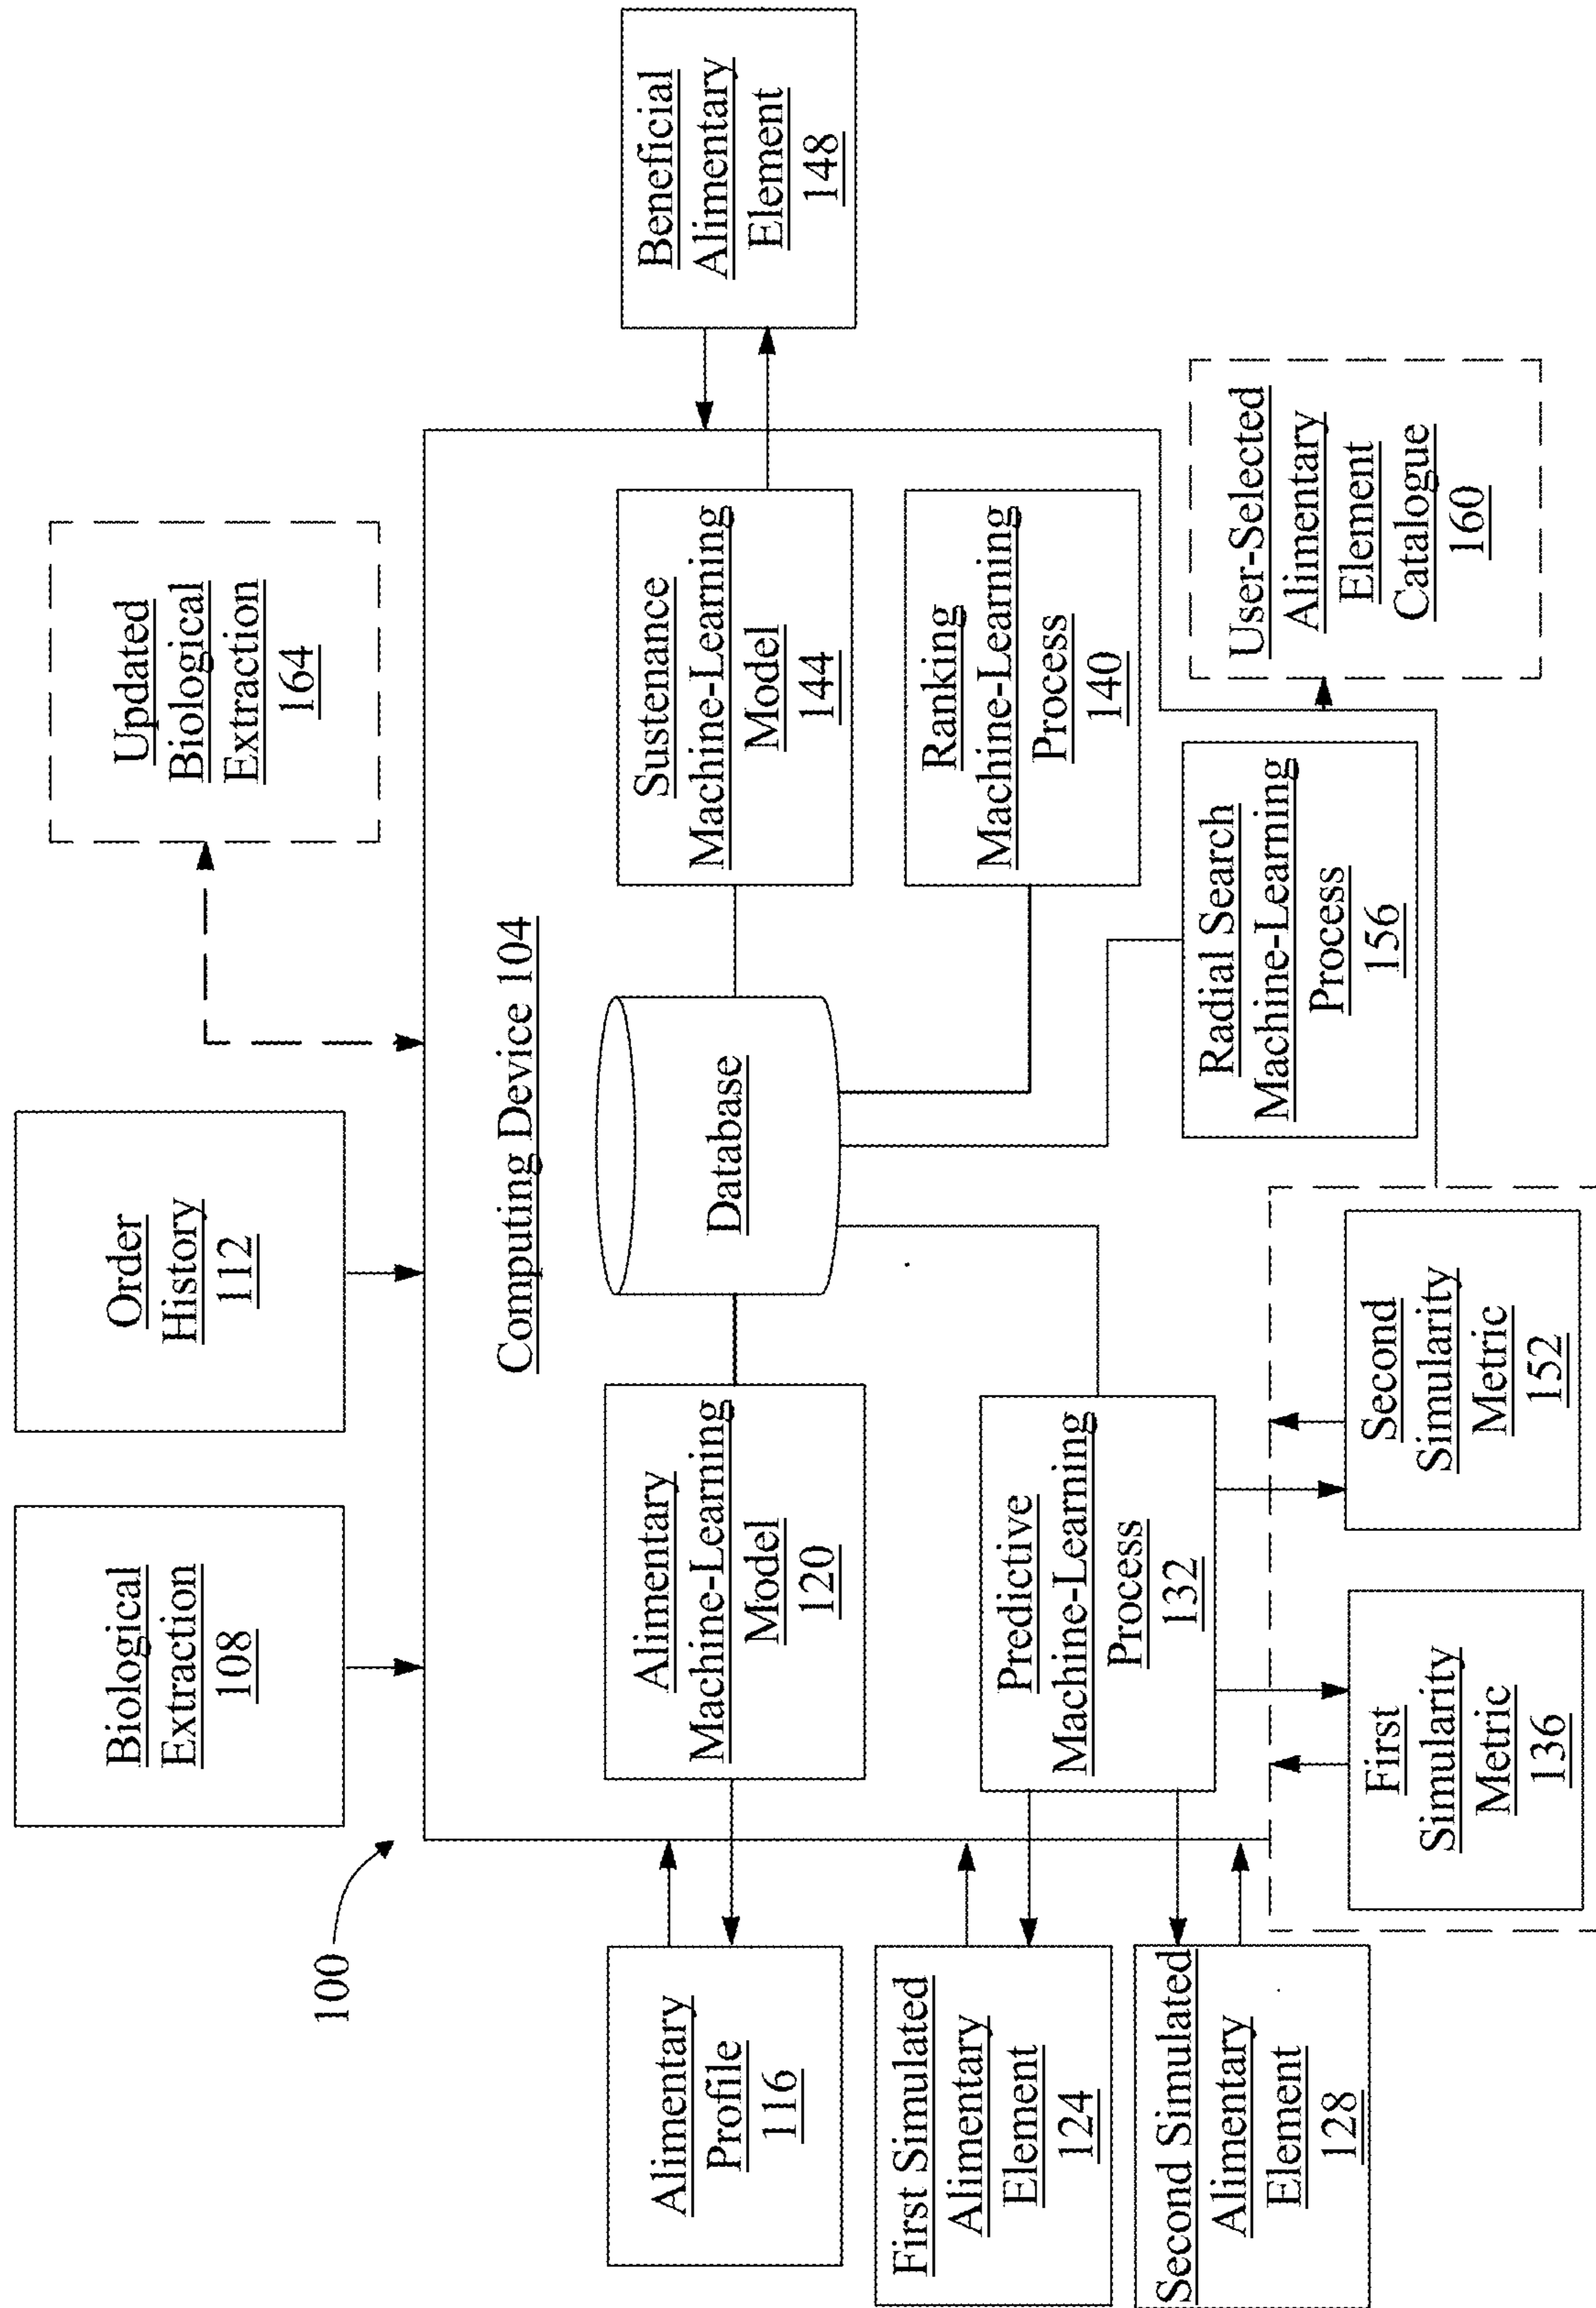 100
Biological
Extraction
108
Order
History
112
Updated
Biological
Extraction
164
Computing Device 104
Alimentary
Profile
116
Alimentary
Machine-Learning
Model
120
Database
Sustenance
Machine-Learning
Model
144
Beneficial
Alimentary
Element
148
First Simulated
Alimentary
Element
124
Second Simulated
Alimentary
Element
128
Predictive
Machine-Learning
Process
132
Ranking
Machine-Learning
Process
140
Radial Search
Machine-Learning
Process
156
User-Selected
Alimentary
Element
Catalogue
160
First
Simularity
Metric
136
Second
Simularity
Metric
152